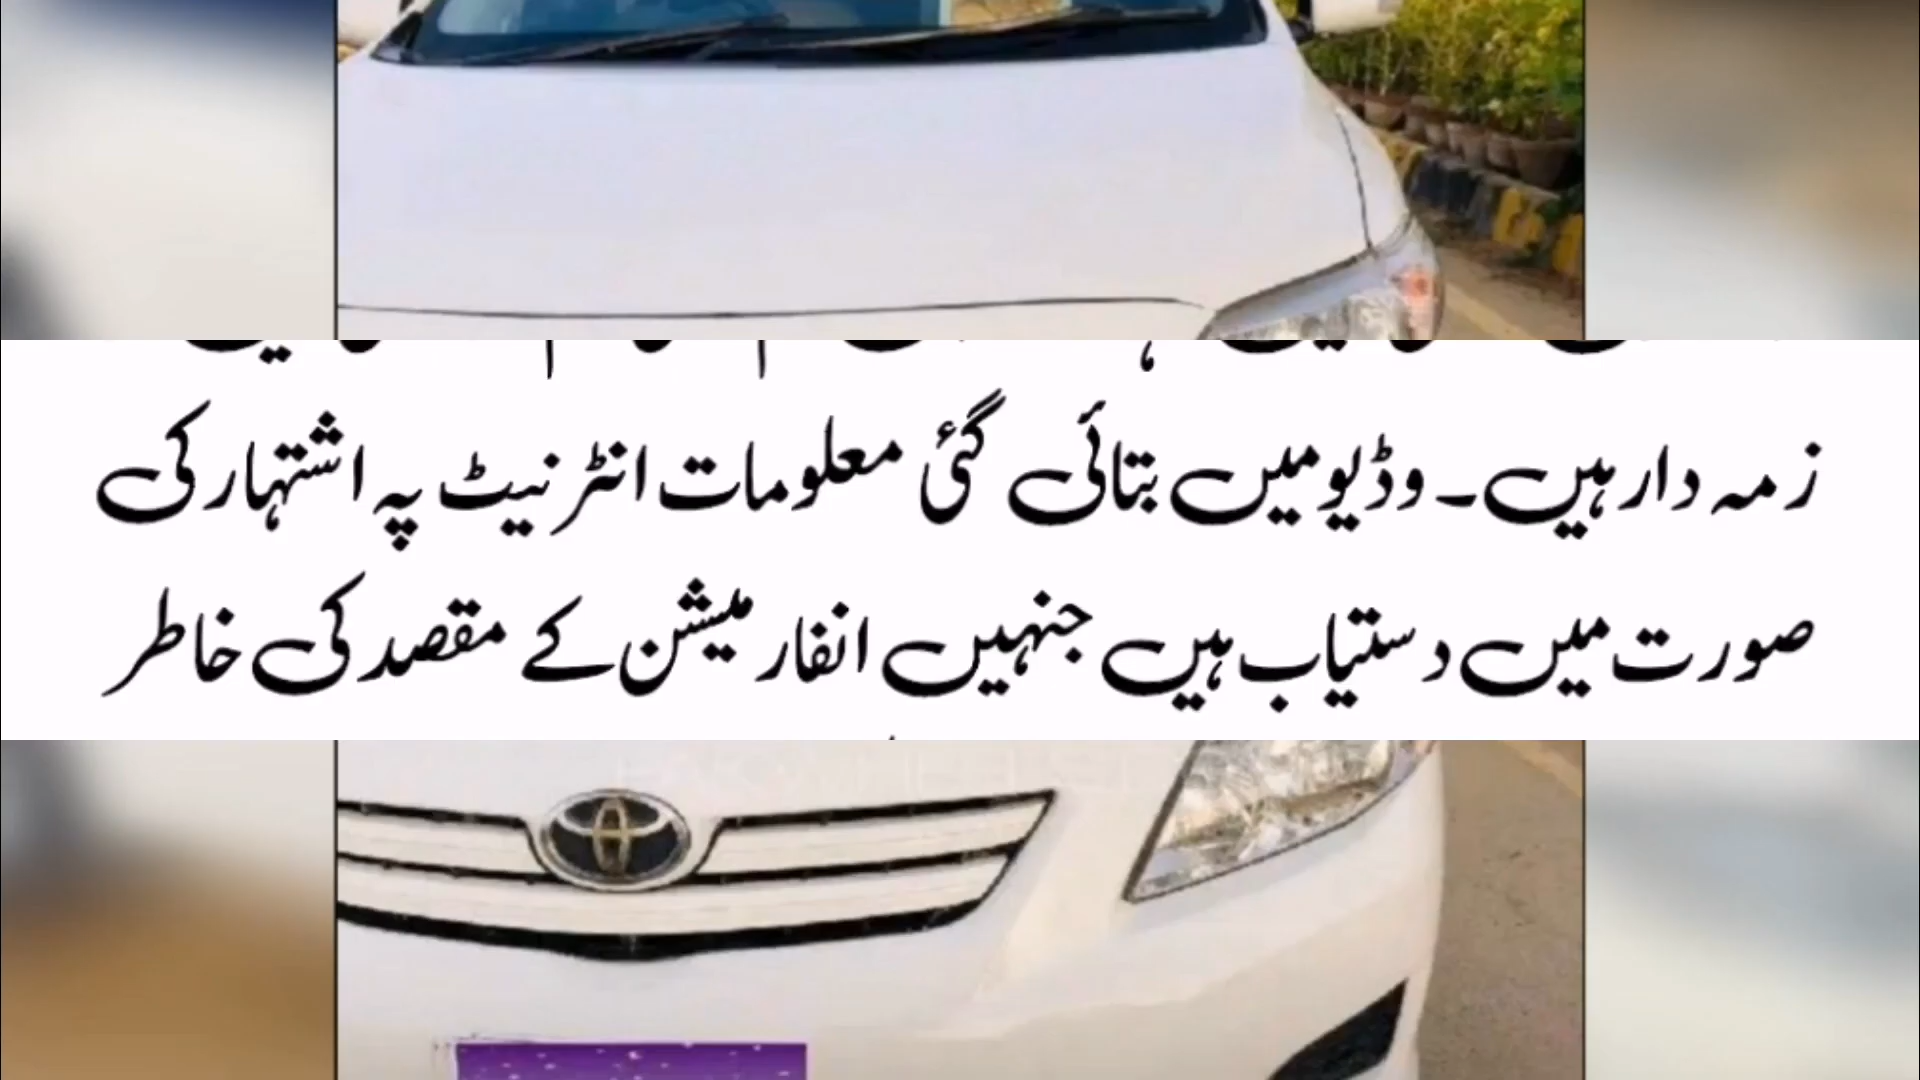 زمہ دار ہیں۔ وڈیو میں بتائی گئی معلومات انٹرنیٹ پہ اشتہار کی
صورت میں دستیاب ہیں جنہیں انفارمیشن کے مقصد کی خاطر